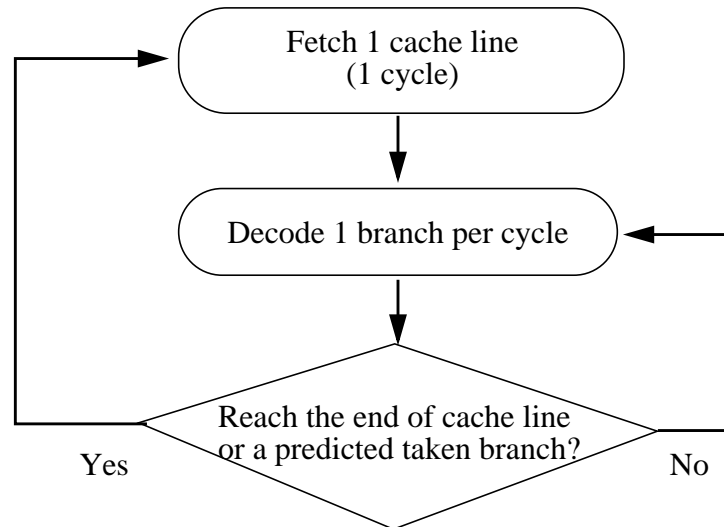 Fetch 1 cache line
(1 cycle)
Decode 1 branch per cycle
Reach the end of cache line
or a predicted taken branch?
Yes
No